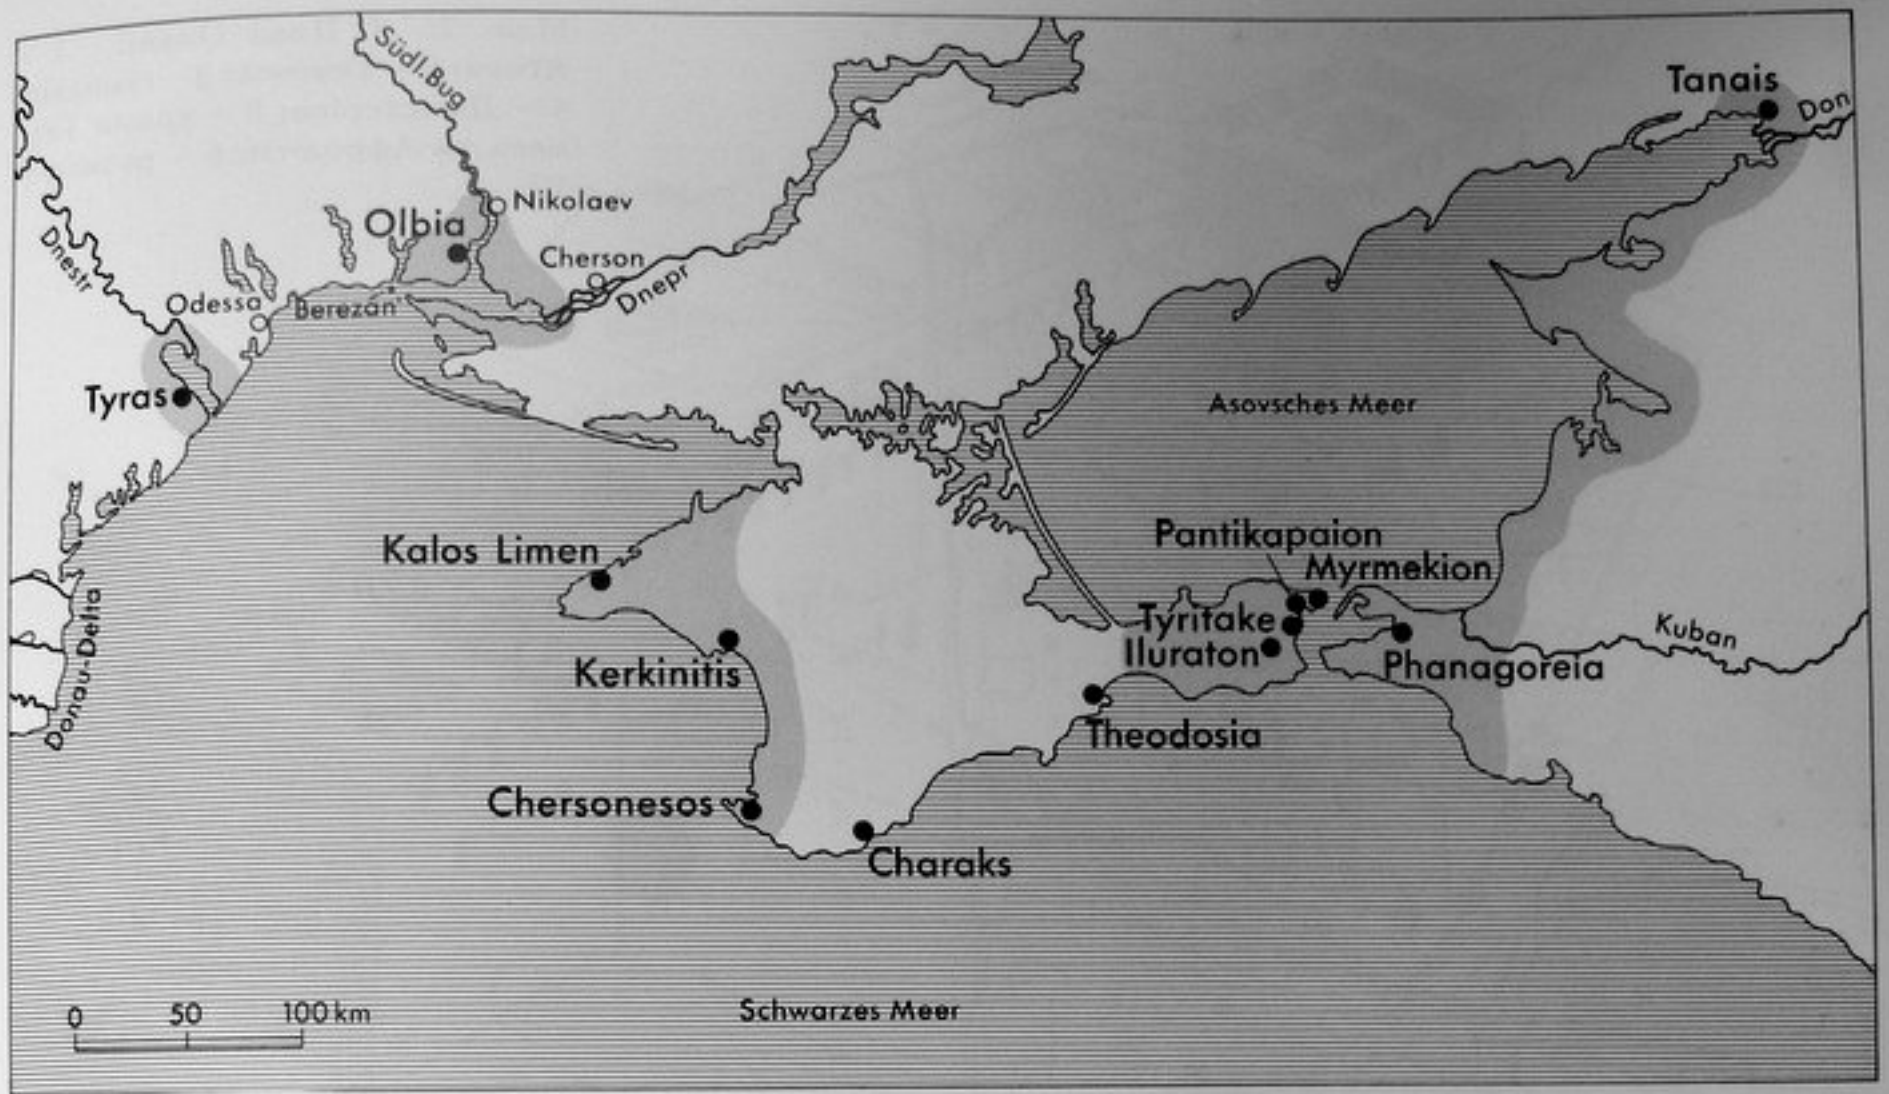 Südl. Bug
Tanais
Don
Nikolaev
Olbia
Cherson
Dnepr
Dnestr
Odessa
Berezan'
Tyras
Asovsches Meer
Pantikapaion
Kalos Limen
Myrmekion
Tyritake
Iluraton
Kuban
Phanagoreia
Kerkinitis
Donau-Delta
Theodosia
Chersonesos
Charaks
0 50 100 km
Schwarzes Meer